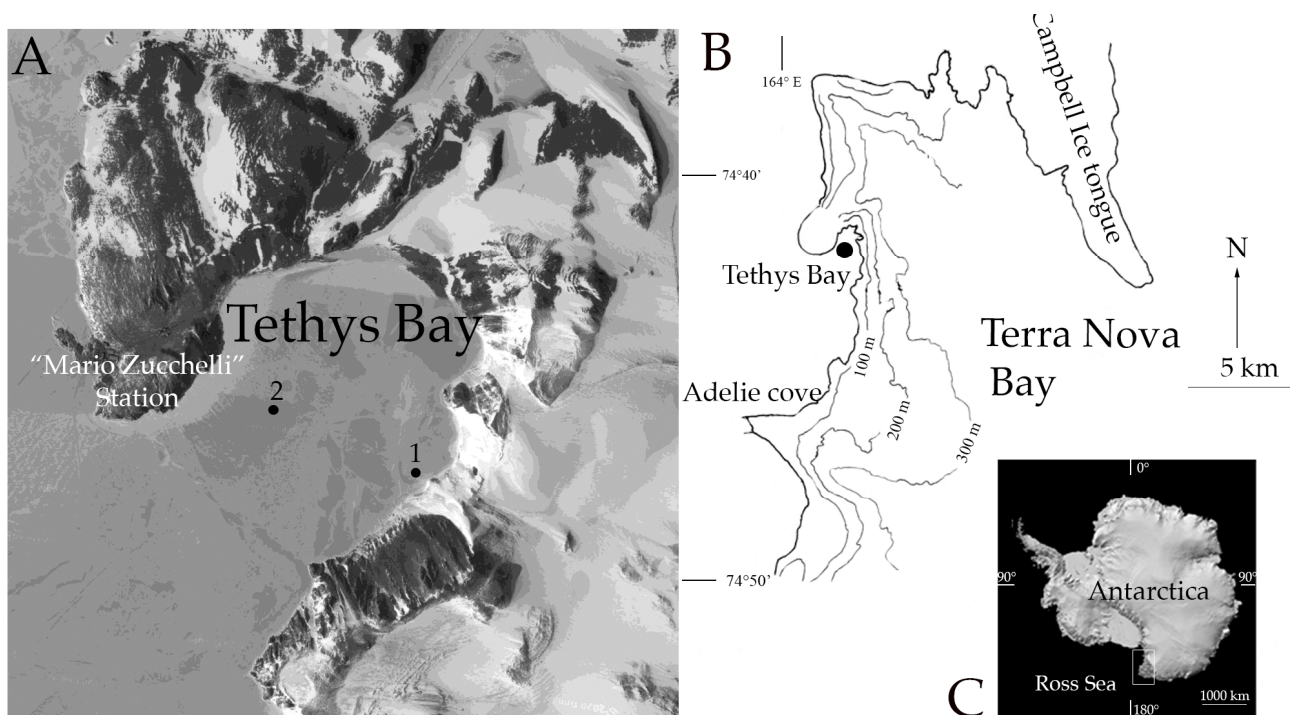 A
Tethys Bay
“Mario Zucchelli”
Station
2
1
B
164° E
Campbell Ice tongue
74°40’
Tethys Bay
N
5 km
Terra Nova
Bay
100 m
Adelie cove
200 m
300 m
74°50’
C
0°
90°
90°
Antarctica
Ross Sea
1000 km
180°